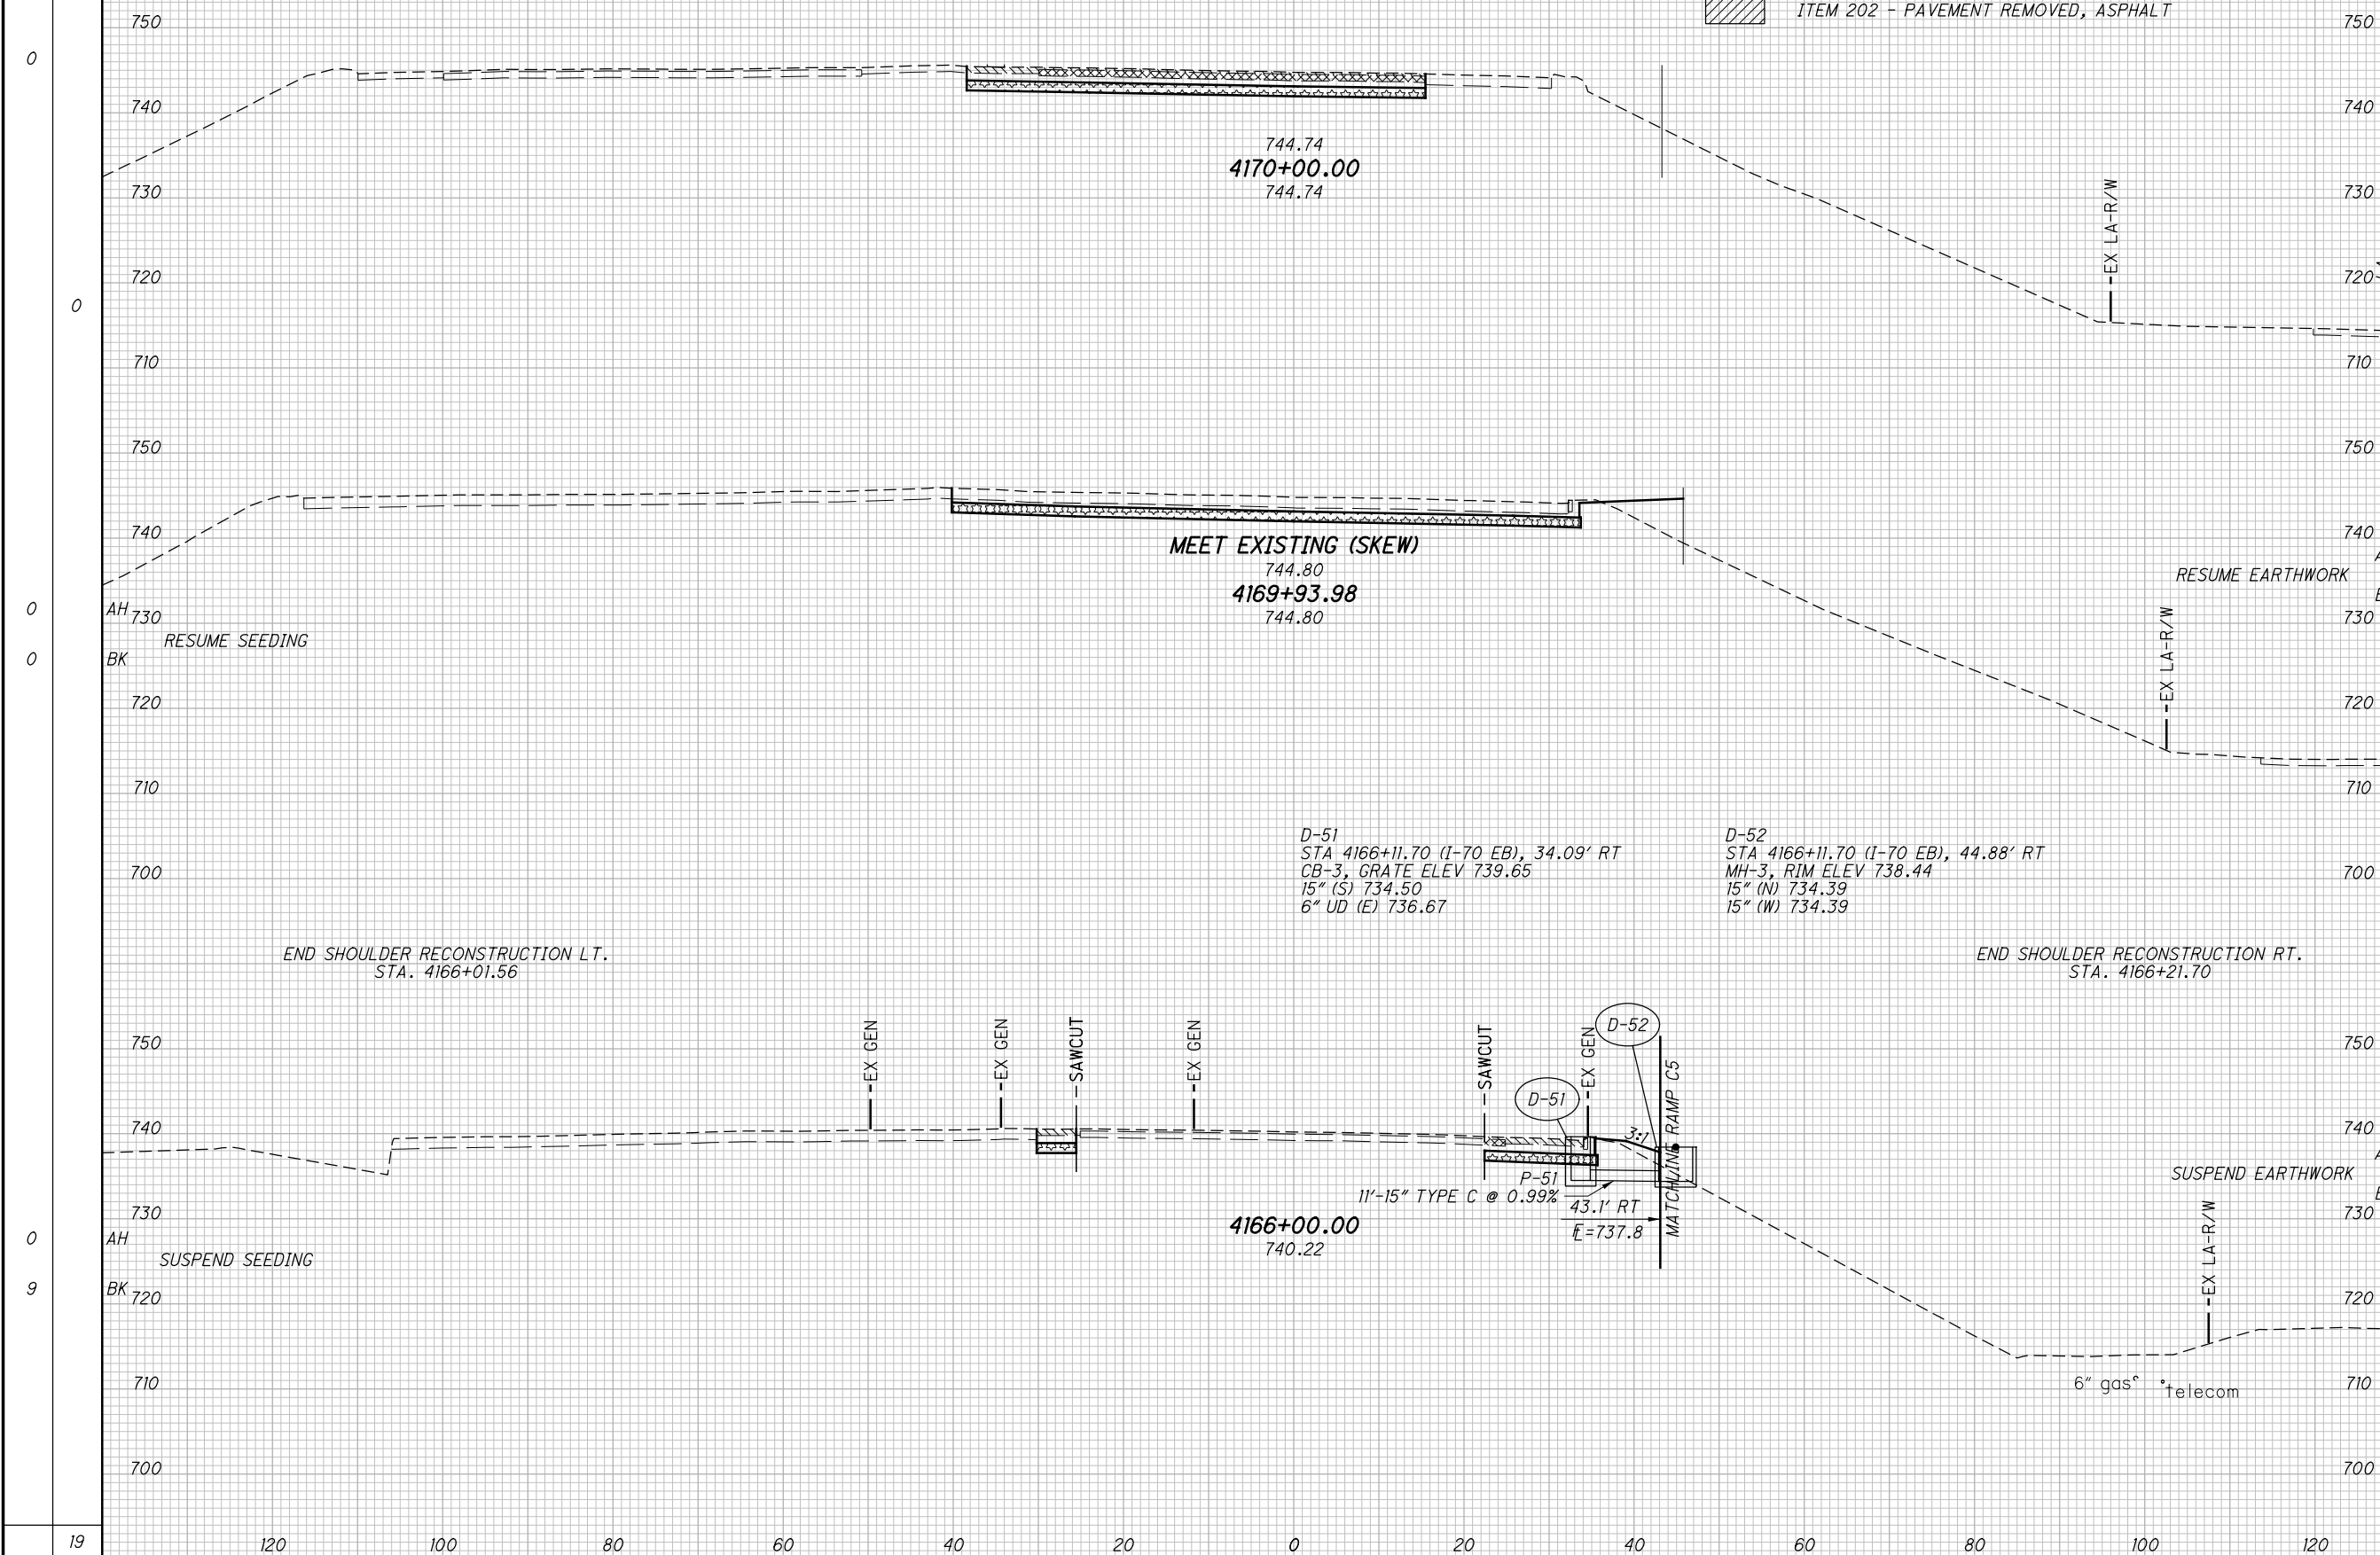 ITEM 202 - PAVEMENT REMOVED, ASPHALT
750
750
0
740
740
744.74
4170+00.00
744.74
730
730
EX LA-R/W
720
720
0
710
710
750
750
740
740
MEET EXISTING (SKEW)
744.80
4169+93.98
744.80
RESUME EARTHWORK
0
AH
730
730
RESUME SEEDING
0
BK
EX LA-R/W
720
720
710
710
D-51
STA 4166+11.70 (I-70 EB), 34.09' RT
CB-3, GRATE ELEV 739.65
15" (S) 734.50
6" UD (E) 736.67
D-52
STA 4166+11.70 (I-70 EB), 44.88' RT
MH-3, RIM ELEV 738.44
15" (N) 734.39
15" (W) 734.39
700
700
END SHOULDER RECONSTRUCTION LT.
STA. 4166+01.56
END SHOULDER RECONSTRUCTION RT.
STA. 4166+21.70
750
750
EX GEN
EX GEN
SAWCUT
EX GEN
SAWCUT
EX GEN
D-52
D-51
MATCHLINE RAMP C5
740
740
3:1
SUSPEND EARTHWORK
P-51
11'-15" TYPE C @ 0.99%
43.1' RT
730
730
4166+00.00
740.22
=737.8
0
AH
SUSPEND SEEDING
EX LA-R/W
9
BK
720
720
710
710
6" gas
telecom
700
700
19
120
100
80
60
40
20
0
20
40
60
80
100
120